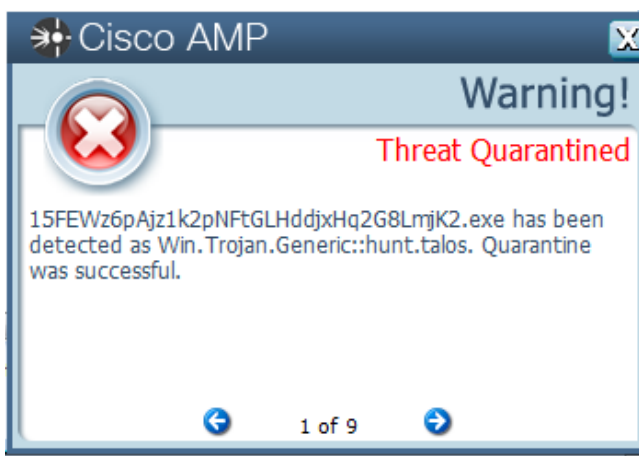 Cisco AMP
X
Warning!
Threat Quarantined
15FEWz6pAjz1k2pNFtGLHddjxHq2G8LmjK2.exe has been
detected as Win.Trojan.Generic::hunt.talos. Quarantine
was successful.
1 of 9